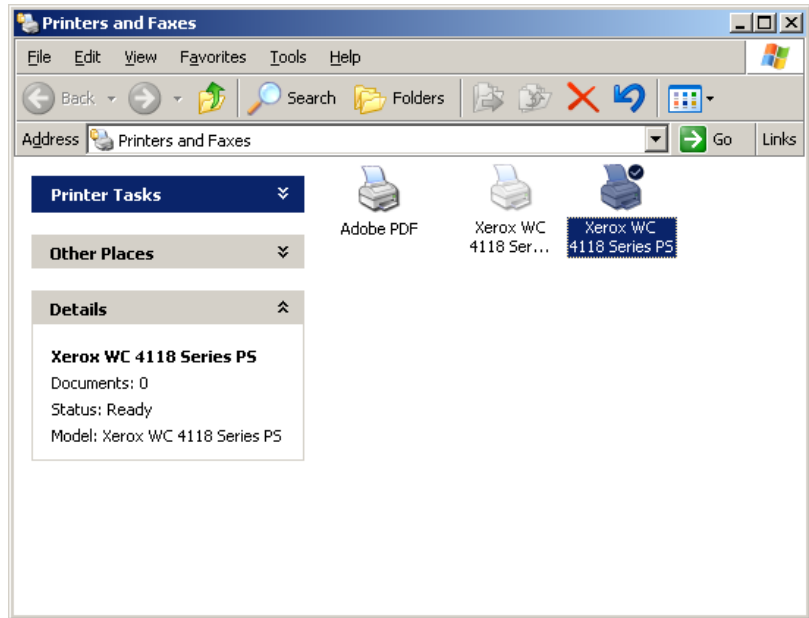 Printers and Faxes
File Edit View Favorites Tools Help
Back Search Folders
Address Printers and Faxes Go Links
Printer Tasks
Other Places
Details
Xerox WC 4118 Series PS
Documents: 0
Status: Ready
Model: Xerox WC 4118 Series PS
Adobe PDF
Xerox WC
4118 Ser...
Xerox WC
4118 Series PS